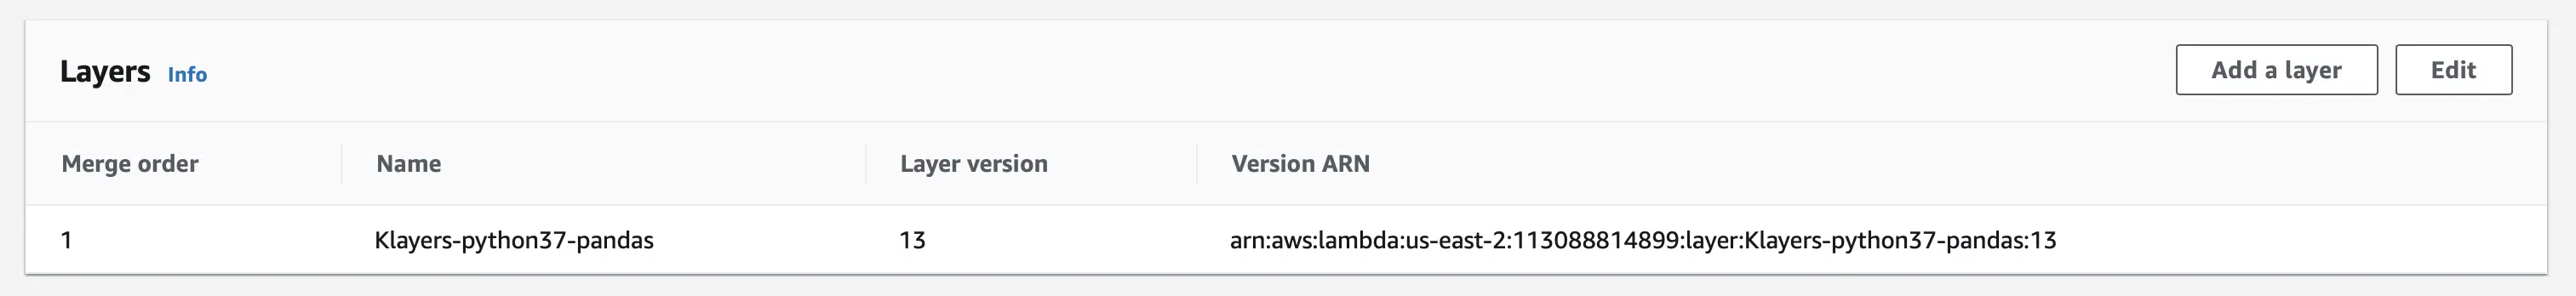 Layers Info Add a layer Edit
Merge order Name Layer version Version ARN
1 Klayers-python37-pandas 13 arn:aws:lambda:us-east-2:113088814899:layer:Klayers-python37-pandas:13